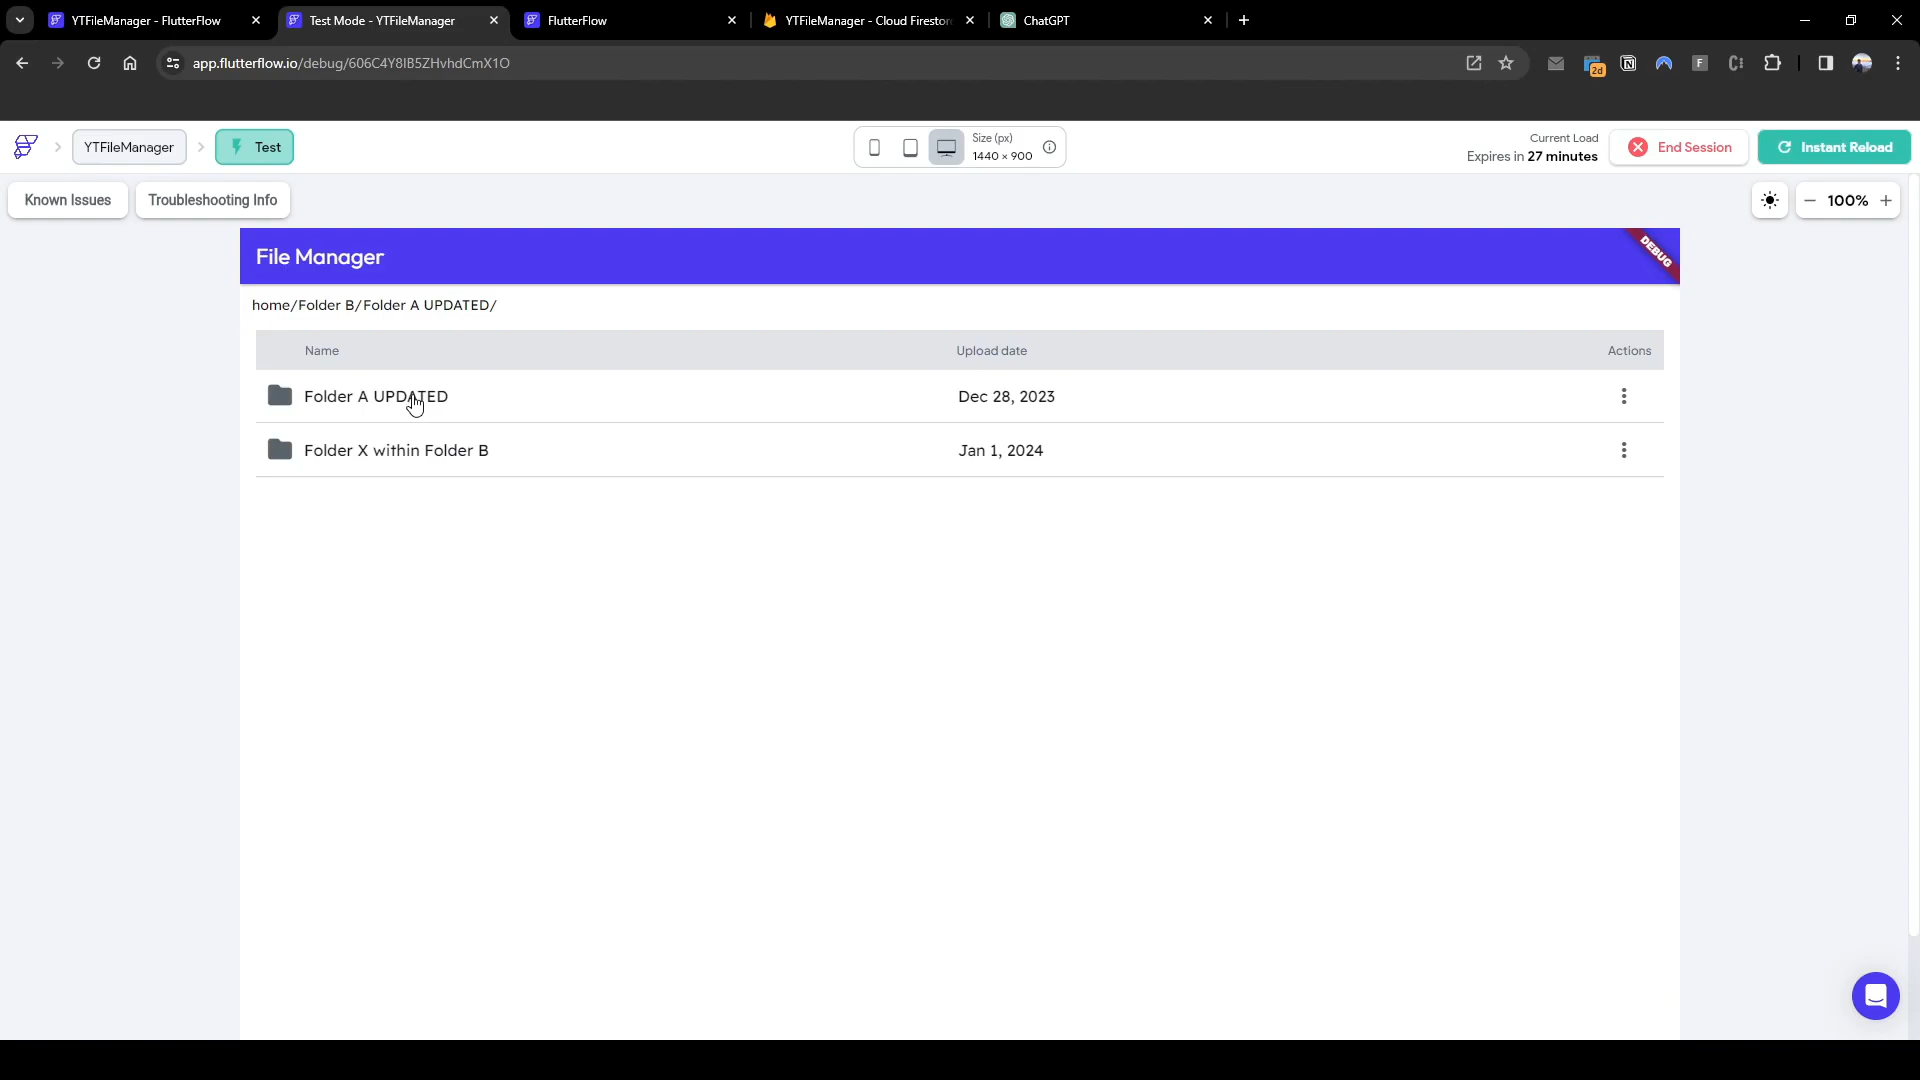 YTFileManager - FlutterFlow
Test Mode - YTFileManager
FlutterFlow
YTFileManager - Cloud Firestor
ChatGPT
app.flutterflow.io/debug/606C4Y8IB5ZHvhdCmX1O
2d
F
YTFileManager
Test
Size (px)
1440 × 900
Current Load
Expires in 27 minutes
End Session
Instant Reload
Known Issues
Troubleshooting Info
100%
File Manager
DEBUG
home/Folder B/Folder A UPDATED/
Name
Upload date
Actions
Folder A UPDATED
Dec 28, 2023
Folder X within Folder B
Jan 1, 2024